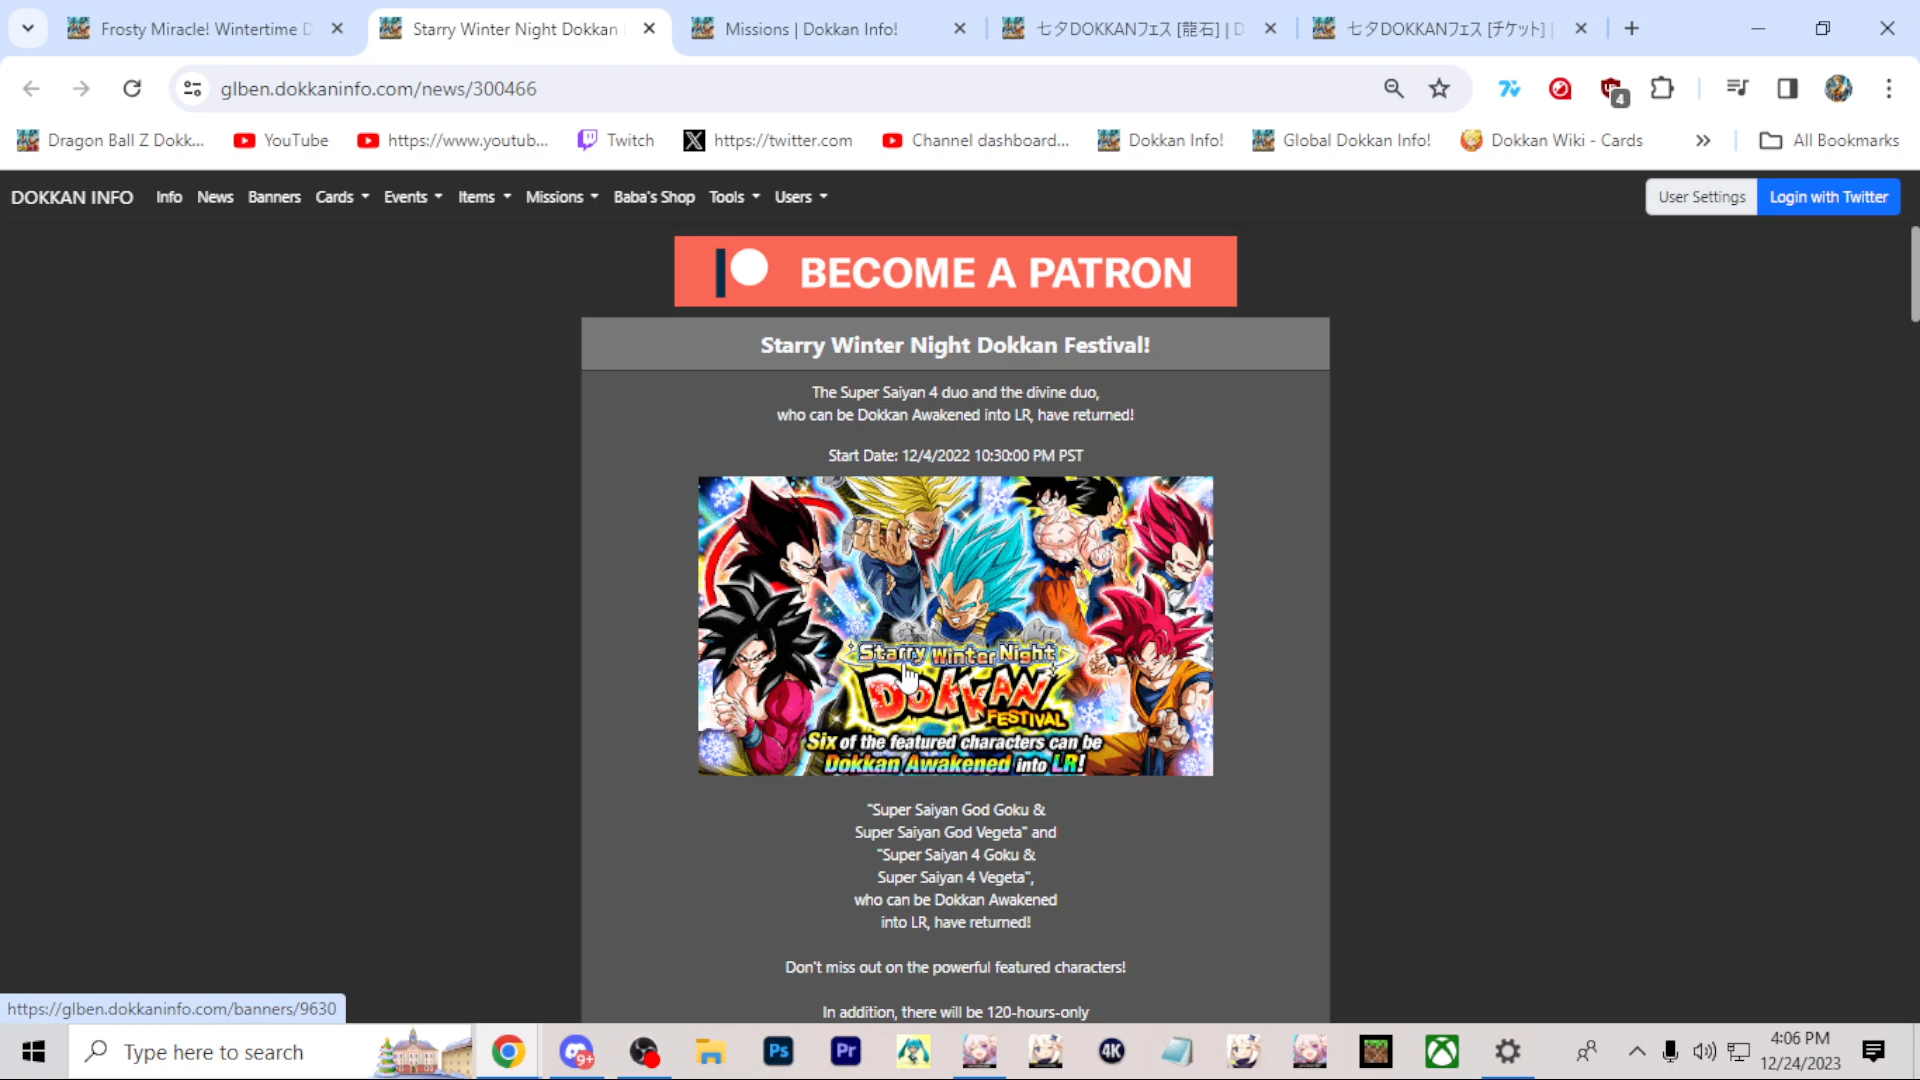 Frosty Miracle! Wintertime D
Starry Winter Night Dokkan
Missions | Dokkan Info!
七夕DOKKANフェス [龍石] | D
七夕DOKKANフェス [チケット] |
glben.dokkaninfo.com/news/300466
4
Dragon Ball Z Dokk...
YouTube
https://www.youtub...
Twitch
https://twitter.com
Channel dashboard...
Dokkan Info!
Global Dokkan Info!
Dokkan Wiki - Cards
All Bookmarks
DOKKAN INFO
Info
News
Banners
Cards
Events
Items
Missions
Baba's Shop
Tools
Users
User Settings
Login with Twitter
BECOME A PATRON
Starry Winter Night Dokkan Festival!
The Super Saiyan 4 duo and the divine duo,
who can be Dokkan Awakened into LR, have returned!
Start Date: 12/4/2022 10:30:00 PM PST
Starry Winter Night
DOKKAN
FESTIVAL
Six of the featured characters can be
Dokkan Awakened into LR!
"Super Saiyan God Goku &
Super Saiyan God Vegeta" and
"Super Saiyan 4 Goku &
Super Saiyan 4 Vegeta",
who can be Dokkan Awakened
into LR, have returned!
Don't miss out on the powerful featured characters!
In addition, there will be 120-hours-only
https://glben.dokkaninfo.com/banners/9630
Type here to search
9+
Ps
Pr
4K
4:06 PM
12/24/2023